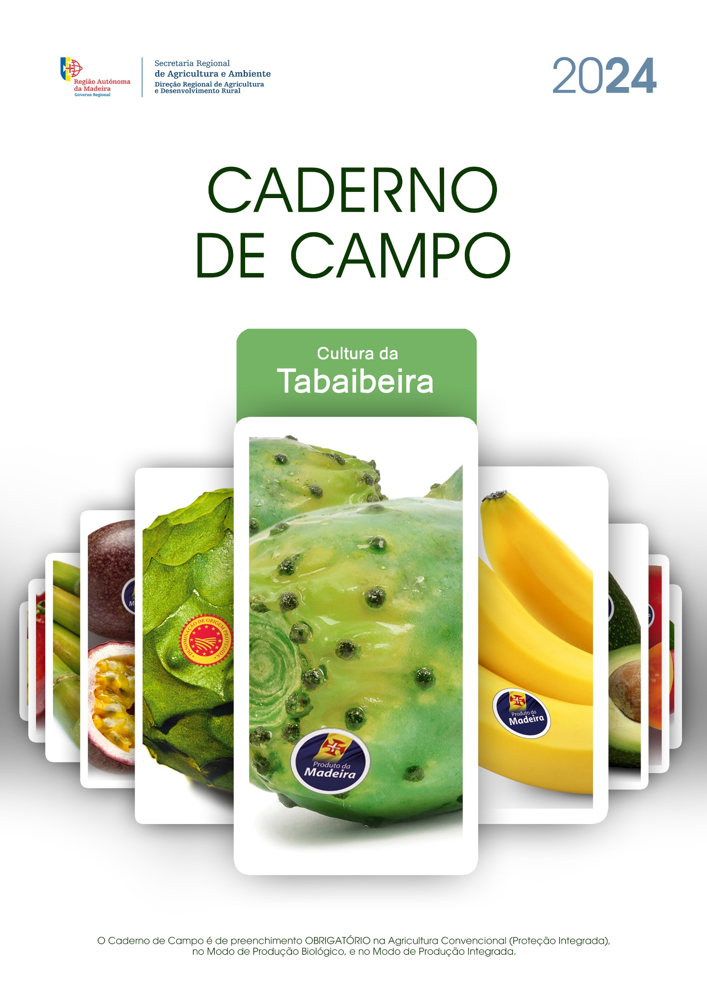 Região Autónoma
da Madeira
Governo Regional
Secretaria Regional
de Agricultura e Ambiente
Direção Regional de Agricultura
e Desenvolvimento Rural
2024
CADERNO
DE CAMPO
Cultura da
Tabaibeira
DENOMINAÇÃO DE ORIGEM PROTEGIDA
Produto da
Madeira
Produto da
Madeira
O Caderno de Campo é de preenchimento OBRIGATÓRIO na Agricultura Convencional (Proteção Integrada),
no Modo de Produção Biológico, e no Modo de Produção Integrada.